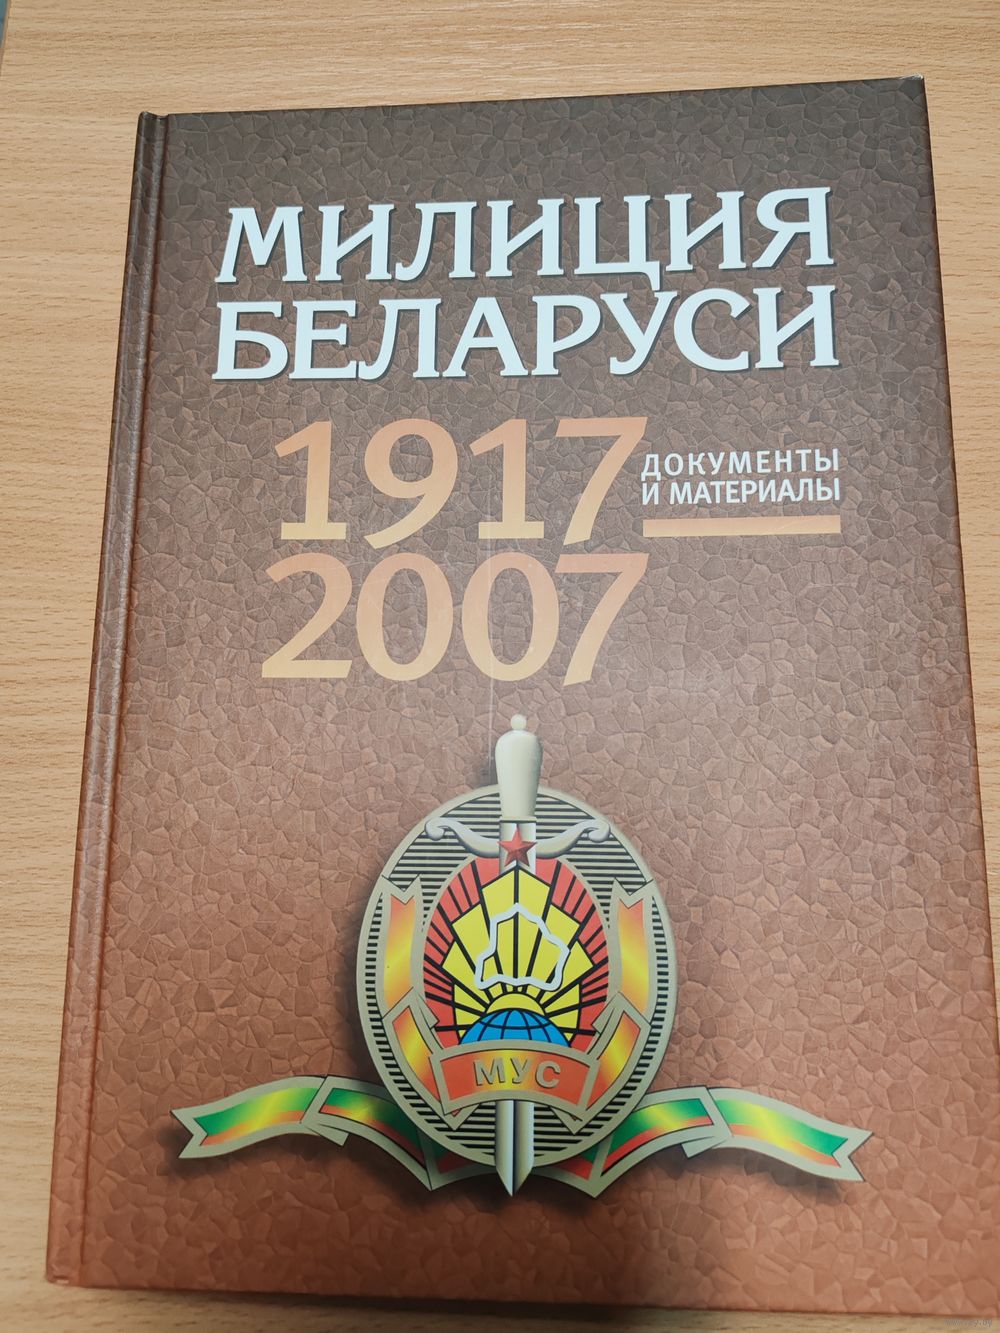 МИЛИЦИЯ
БЕЛАРУСИ
1917
ДОКУМЕНТЫ
И МАТЕРИАЛЫ
2007
МУС